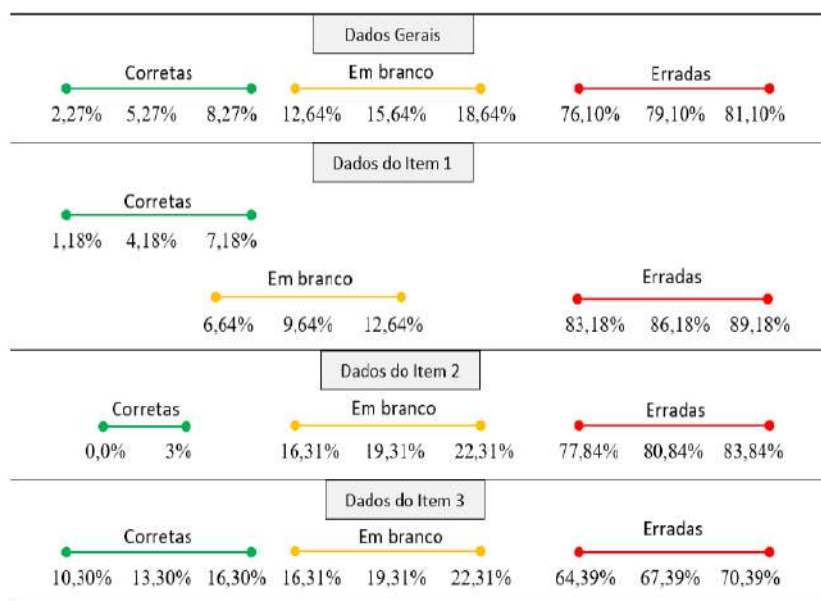 Dados Gerais
Corretas Em branco Erradas
2,27% 5,27% 8,27% 12,64% 15,64% 18,64% 76,10% 79,10% 81,10%
Dados do Item 1
Corretas
1,18% 4,18% 7,18%
Em branco Erradas
6,64% 9,64% 12,64% 83,18% 86,18% 89,18%
Dados do Item 2
Corretas Em branco Erradas
0,0% 3% 16,31% 19,31% 22,31% 77,84% 80,84% 83,84%
Dados do Item 3
Corretas Em branco Erradas
10,30% 13,30% 16,30% 16,31% 19,31% 22,31% 64,39% 67,39% 70,39%